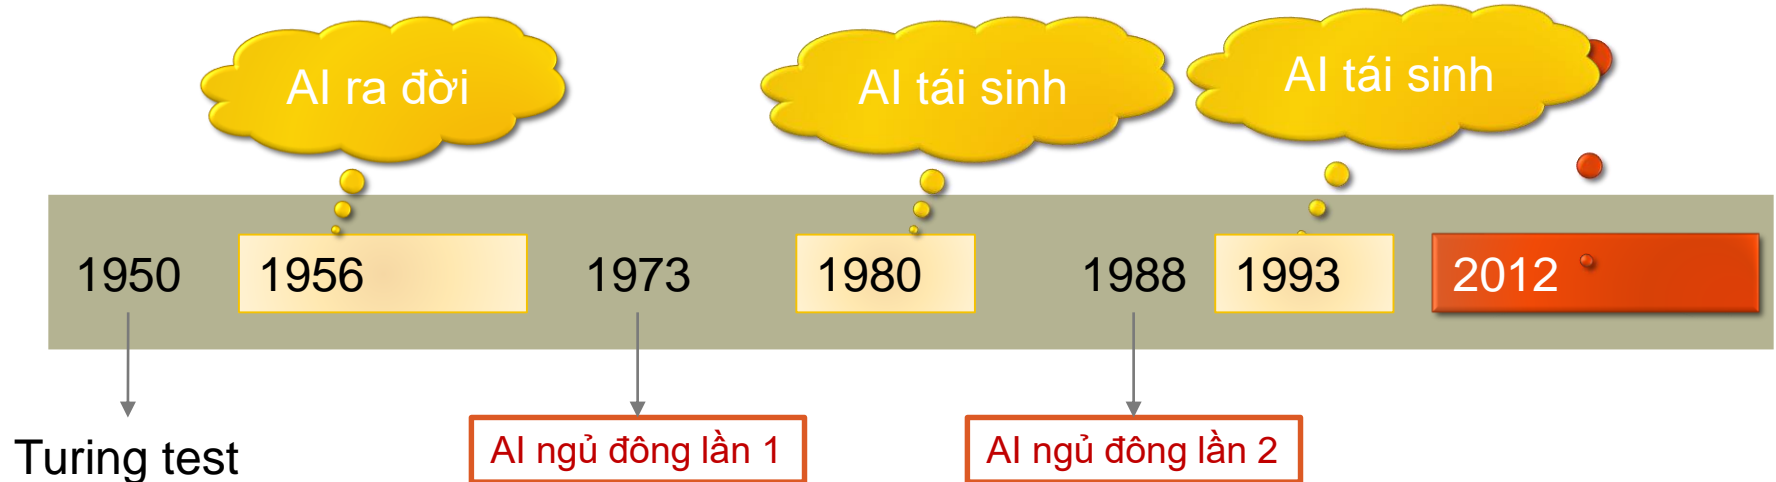 AI ra đời
AI tái sinh
AI tái sinh
1950
1956
1973
1980
1988
1993
2012
Turing test
AI ngủ đông lần 1
AI ngủ đông lần 2